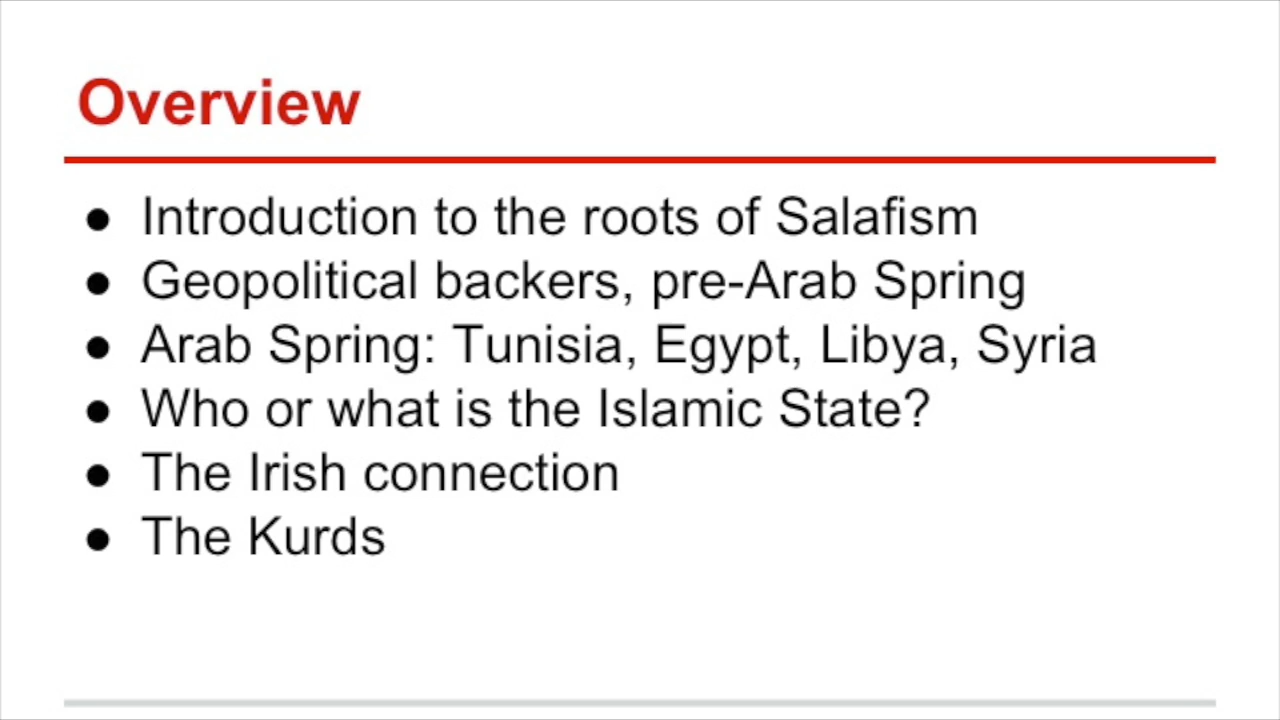 Overview
● Introduction to the roots of Salafism
● Geopolitical backers, pre-Arab Spring
● Arab Spring: Tunisia, Egypt, Libya, Syria
● Who or what is the Islamic State?
● The Irish connection
● The Kurds